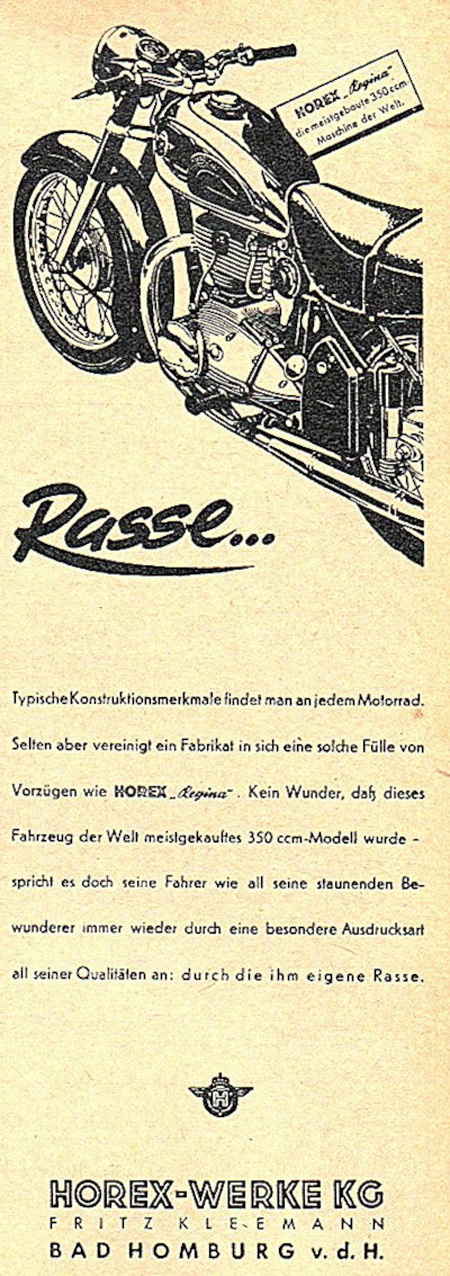 HOREX „Regina“
die meistgebaute 350 ccm
Maschine der Welt.
Rasse...
Typische Konstruktionsmerkmale findet man an jedem Motorrad.
Selten aber vereinigt ein Fabrikat in sich eine solche Fülle von
Vorzügen wie HOREX „Regina“. Kein Wunder, daß dieses
Fahrzeug der Welt meistgekauftes 350 ccm-Modell wurde –
spricht es doch seine Fahrer wie all seine staunenden Be-
wunderer immer wieder durch eine besondere Ausdrucksart
all seiner Qualitäten an: durch die ihm eigene Rasse.
H
HOREX-WERKE KG
FRITZ KLEEMANN
BAD HOMBURG v. d. H.